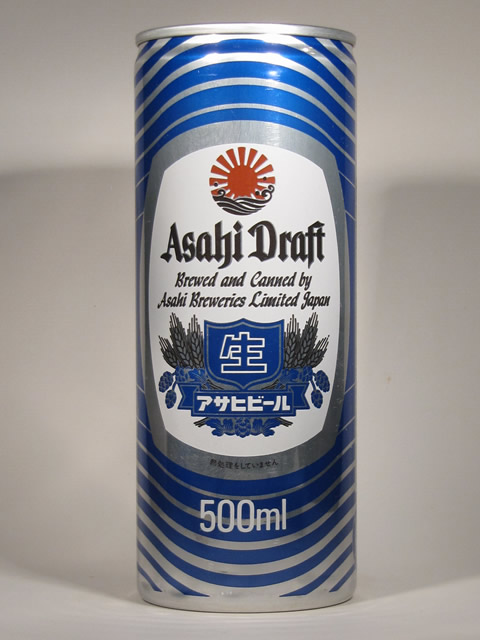 Asahi Draft
Brewed and Canned by
Asahi Breweries Limited Japan
生
アサヒビール
熱処理をしていません
500ml